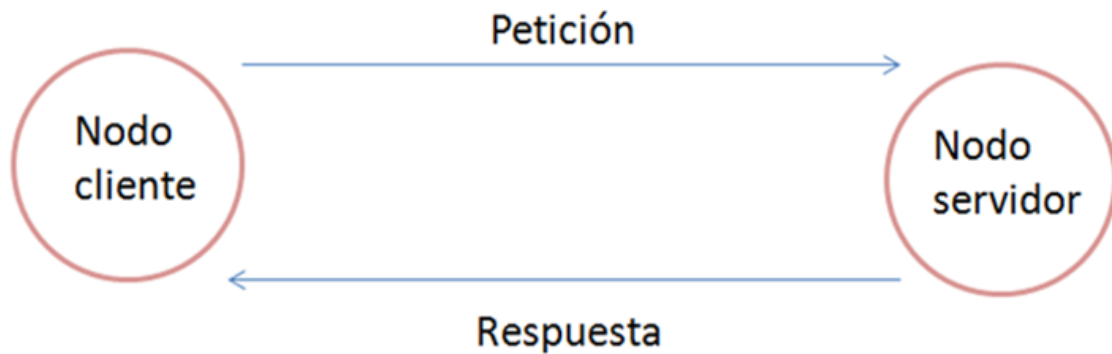 Petición
Nodo
cliente
Nodo
servidor
Respuesta